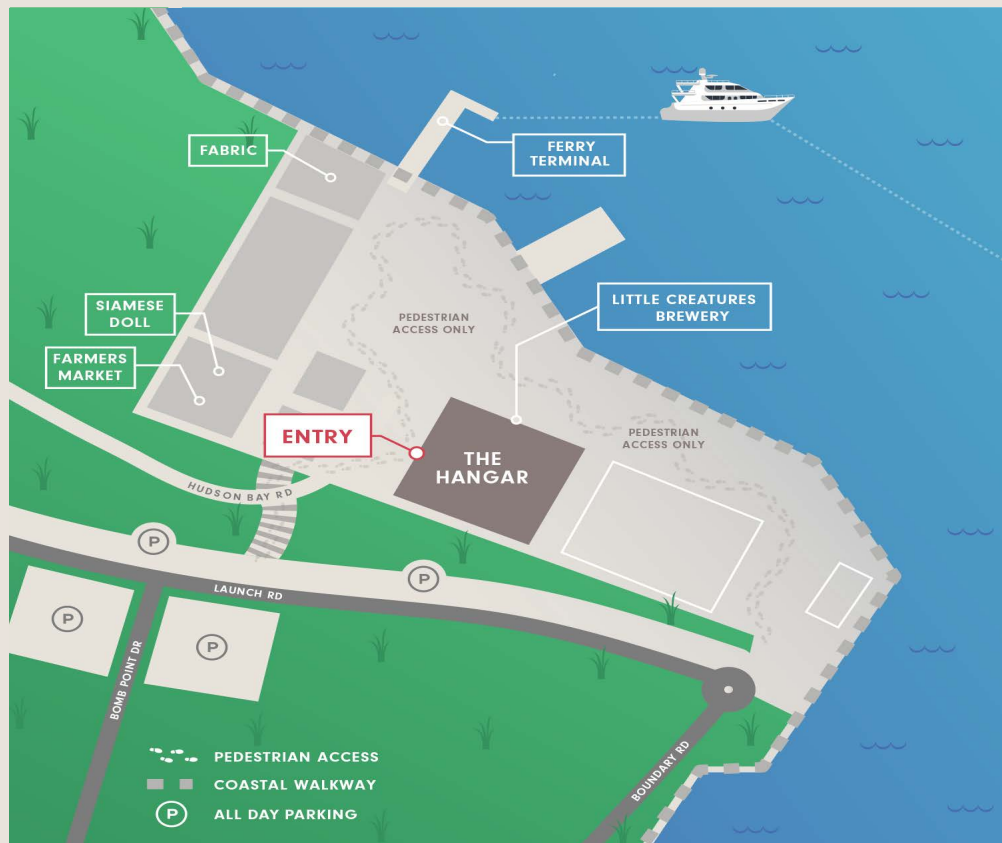 FABRIC
FERRY
TERMINAL
SIAMESE
DOLL
LITTLE CREATURES
BREWERY
PEDESTRIAN
ACCESS ONLY
FARMERS
MARKET
ENTRY
PEDESTRIAN
ACCESS ONLY
THE
HANGAR
HUDSON BAY RD
P
P
LAUNCH RD
P
P
BOMB POINT DR
BOUNDARY RD
PEDESTRIAN ACCESS
COASTAL WALKWAY
P ALL DAY PARKING